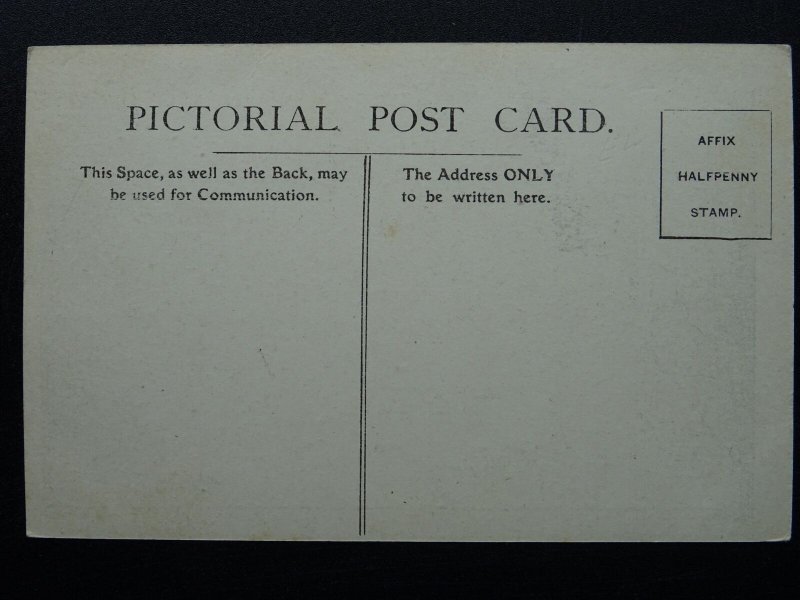 PICTORIAL POST CARD.
This Space, as well as the Back, may
be used for Communication.
The Address ONLY
to be written here.
AFFIX
HALFPENNY
STAMP.